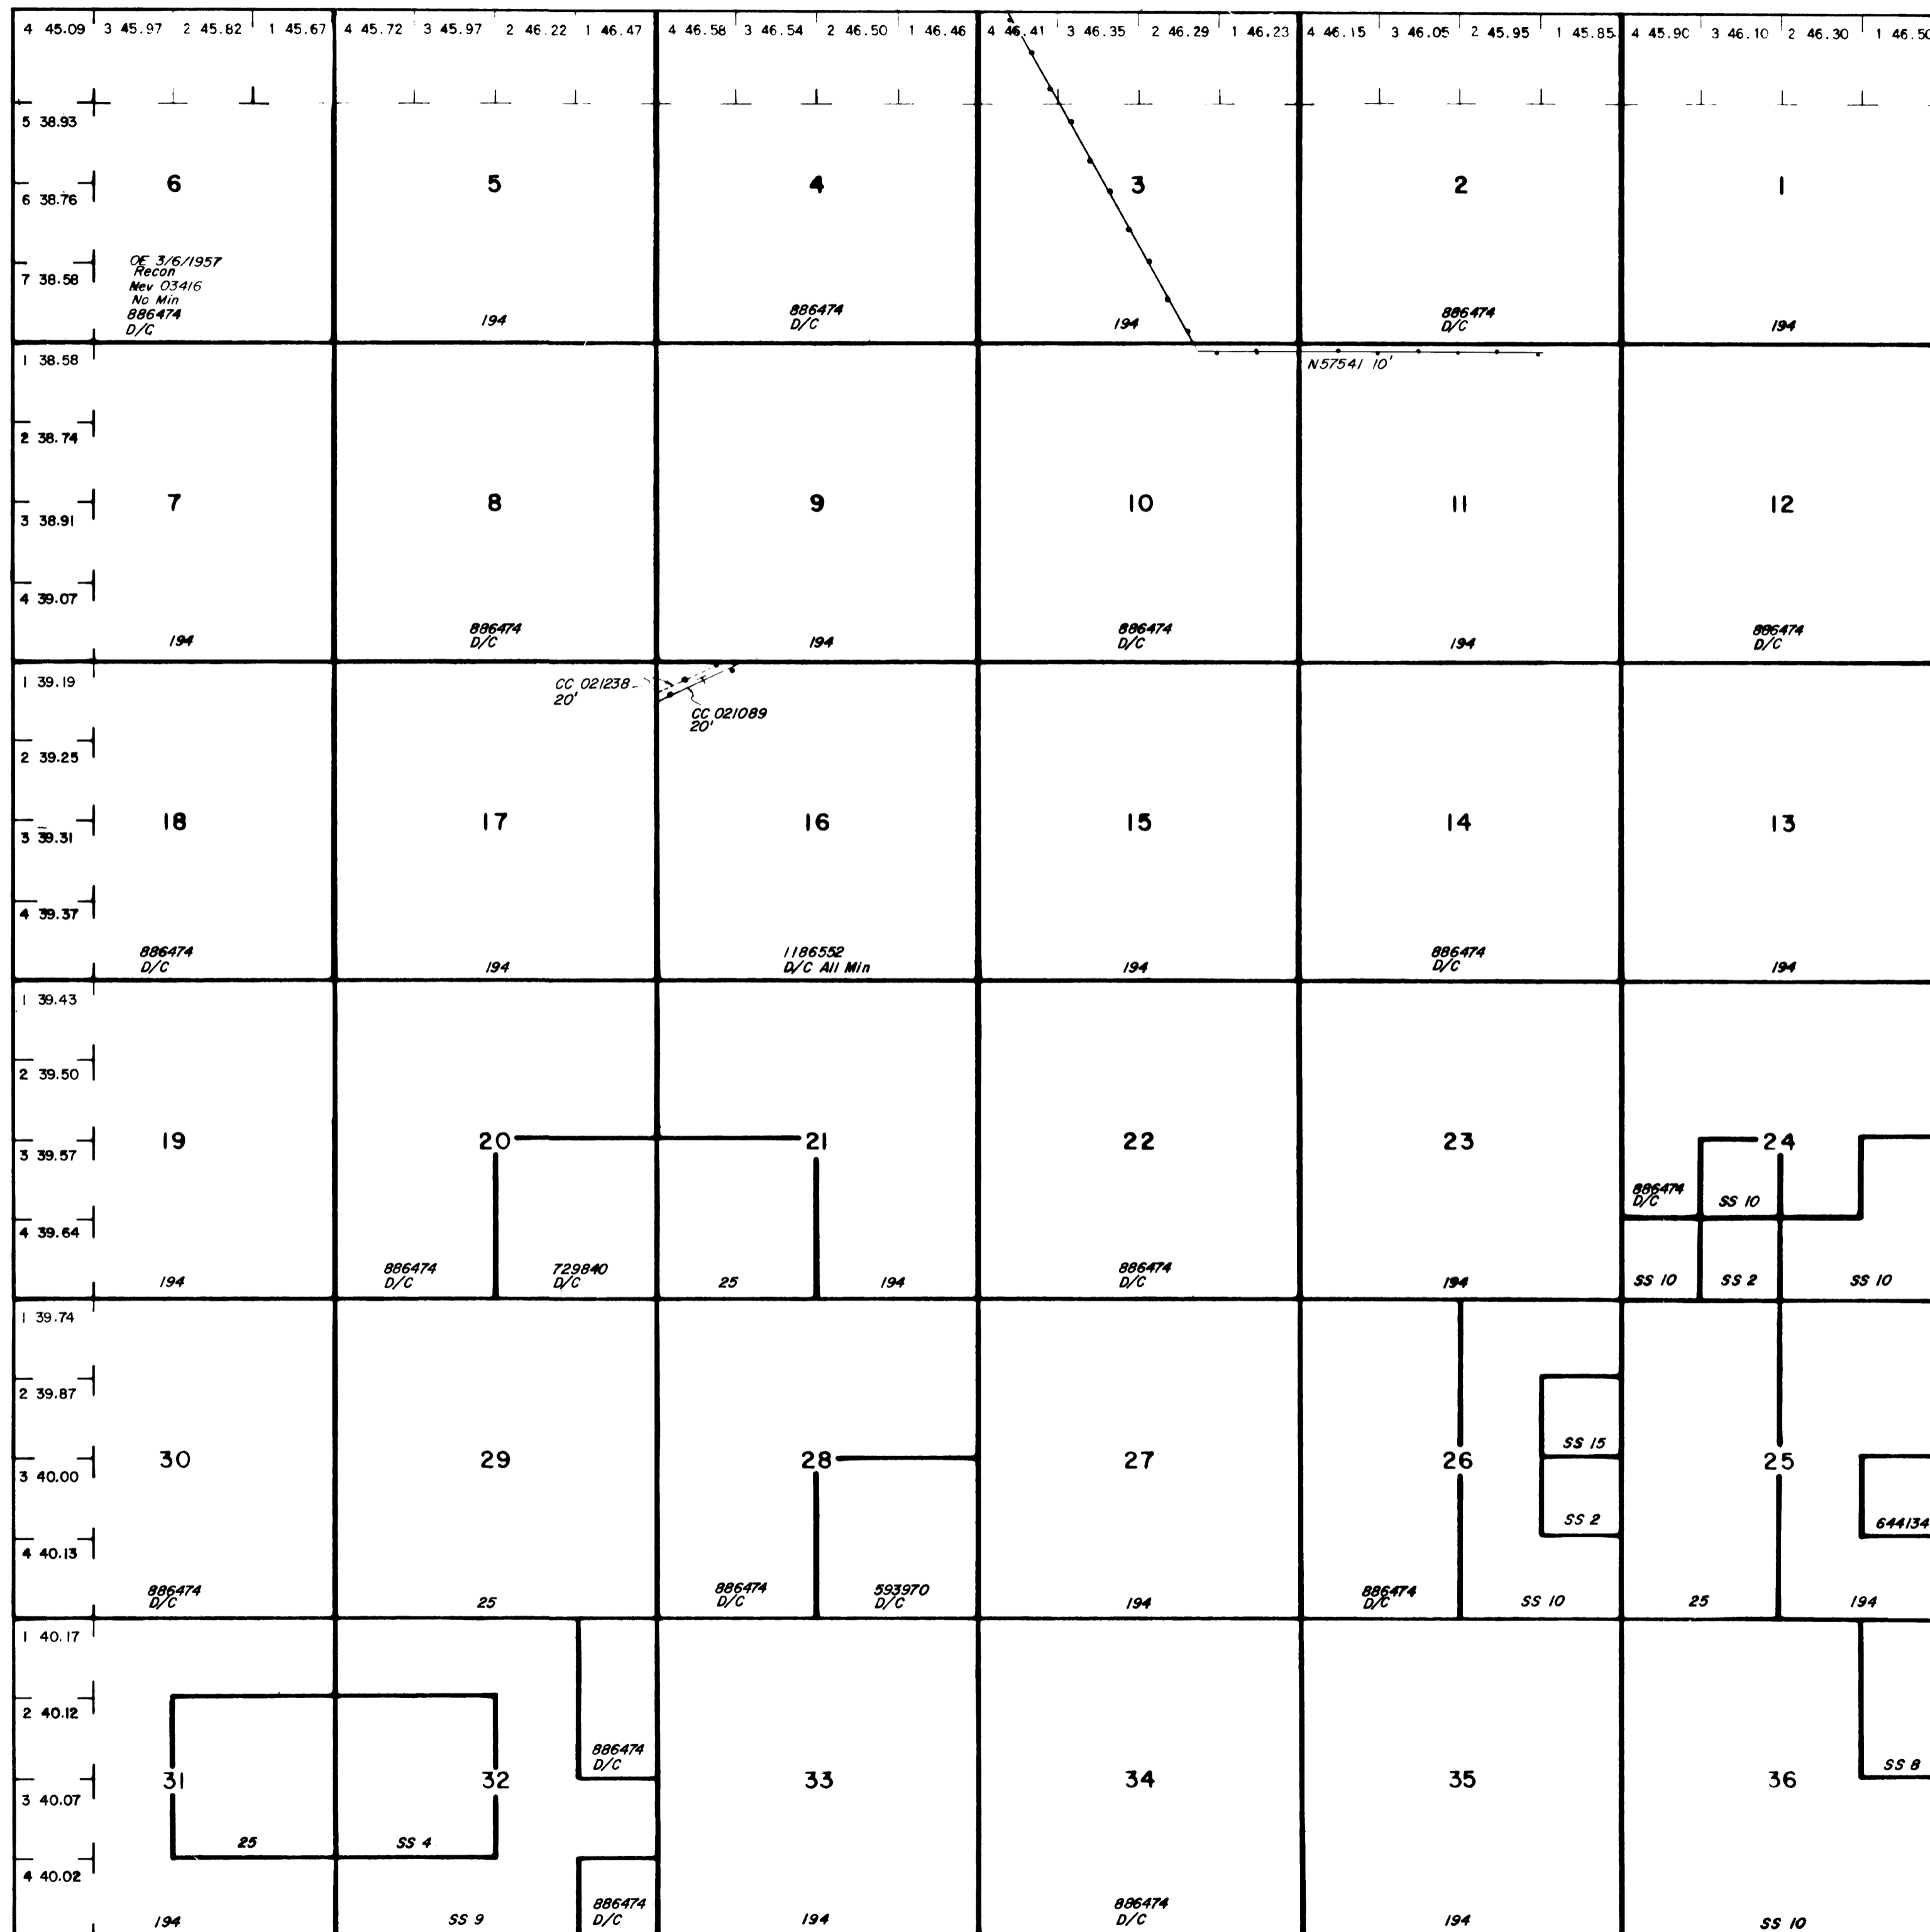 4 45.09 3 45.97 2 45.82 1 45.67 4 45.72 3 45.97 2 46.22 1 46.47 4 46.58 3 46.54 2 46.50 1 46.46 4 46.41 3 46.35 2 46.29 1 46.23 4 46.15 3 46.05 2 45.95 1 45.85 4 45.90 3 46.10 2 46.30 1 46.50
5 38.93
6 5 4 3 2 1
6 38.76
OE 3/6/1957
Recon
Nev 03416
No Min
886474
D/C
7 38.58
194
886474
D/C
194
886474
D/C
194
1 38.58
N57541 10'
2 38.74
7 8 9 10 11 12
3 38.91
4 39.07
194
886474
D/C
194
886474
D/C
194
886474
D/C
1 39.19
CC 021238
20'
CC 021089
20'
2 39.25
18 17 16 15 14 13
3 39.31
4 39.37
886474
D/C
194
1186552
D/C All Min
194
886474
D/C
194
1 39.43
2 39.50
19 20 21 22 23 24
3 39.57
886474
D/C
SS 10
4 39.64
194
886474
D/C
729840
D/C
25
194
886474
D/C
194
SS 10
SS 2
SS 10
1 39.74
2 39.87
SS 15
30 29 28 27 26 25
3 40.00
SS 2
644134
4 40.13
886474
D/C
25
886474
D/C
593970
D/C
194
886474
D/C
SS 10
25
194
1 40.17
2 40.12
886474
D/C
SS 8
31 32 33 34 35 36
3 40.07
25
SS 4
4 40.02
194
SS 9
886474
D/C
194
886474
D/C
194
SS 10